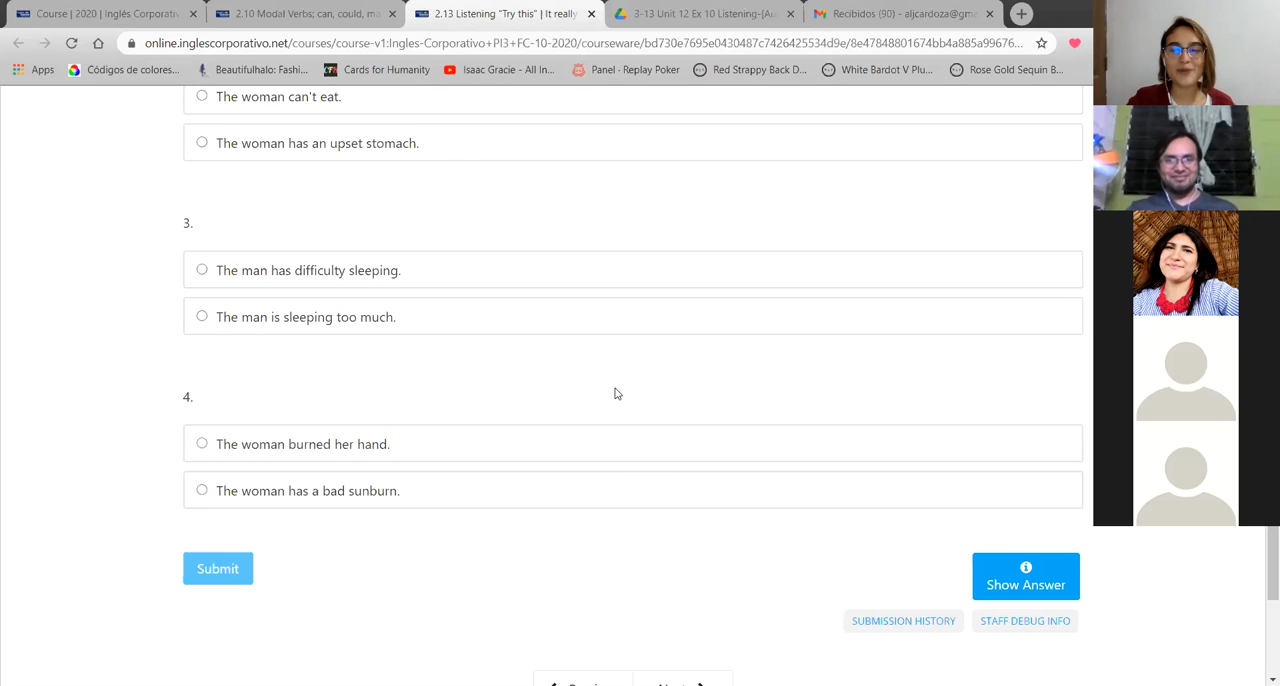 Course | 2020 | Inglés Corporativ
2.10 Modal Verbs; can, could, ma
2.13 Listening "Try this" | It really
3-13 Unit 12 Ex 10 Listening-[Au
Recibidos (90) - aljcardoza@gma
online.inglescorporativo.net/courses/course-v1:Ingles-Corporativo+PI3+FC-10-2020/courseware/bd730e7695e0430487c7426425534d9e/8e47848801674bb4a885a99676...
Apps
Códigos de colores...
Beautifulhalo: Fashi...
Cards for Humanity
Isaac Gracie - All In...
Panel · Replay Poker
Red Strappy Back D...
White Bardot V Plu...
Rose Gold Sequin B...
The woman can't eat.
The woman has an upset stomach.
3.
The man has difficulty sleeping.
The man is sleeping too much.
4.
The woman burned her hand.
The woman has a bad sunburn.
Submit
Show Answer
SUBMISSION HISTORY
STAFF DEBUG INFO